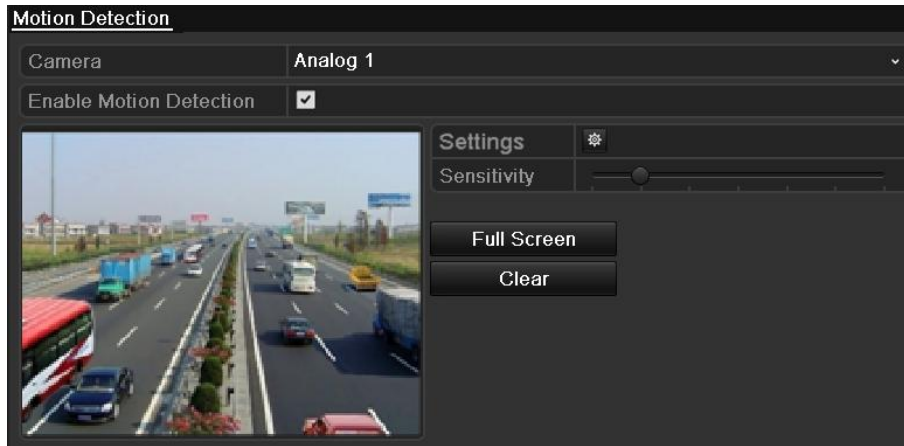 Motion Detection
Camera Analog 1
Enable Motion Detection
Settings
Sensitivity
Full Screen
Clear